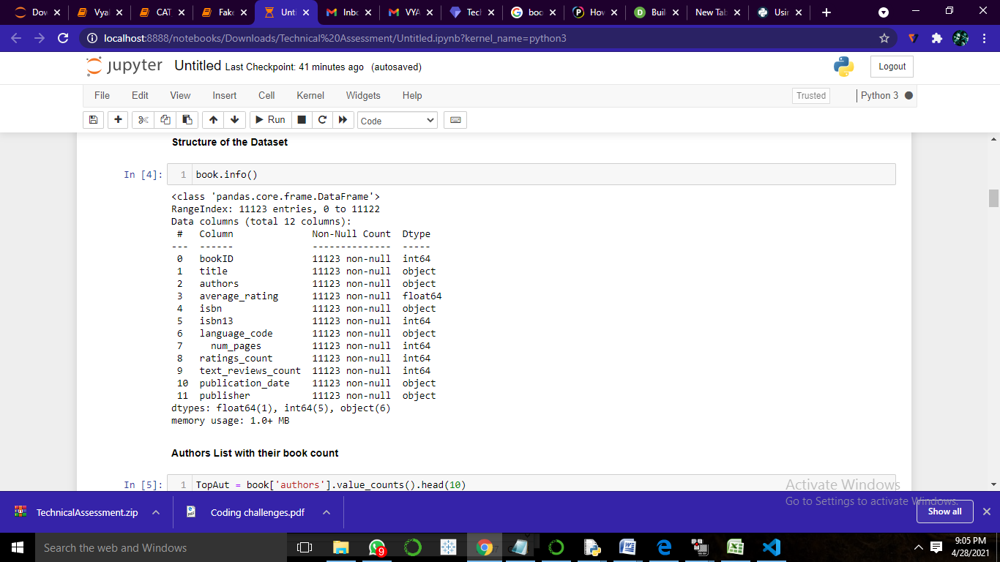 Dow
Vyal
CAT
Fake
Unti
Inbo
VYA
Tech
boo
How
Buil
New Tab
Usin
localhost:8888/notebooks/Downloads/Technical%20Assessment/Untitled.ipynb?kernel_name=python3
jupyter Untitled Last Checkpoint: 41 minutes ago (autosaved)
Logout
File Edit View Insert Cell Kernel Widgets Help
Trusted
Python 3
Run
Code
Structure of the Dataset
In [4]: 1 book.info()
<class 'pandas.core.frame.DataFrame'>
RangeIndex: 11123 entries, 0 to 11122
Data columns (total 12 columns):
 #   Column              Non-Null Count  Dtype
---  ------              --------------  -----
 0   bookID              11123 non-null  int64
 1   title               11123 non-null  object
 2   authors             11123 non-null  object
 3   average_rating      11123 non-null  float64
 4   isbn                11123 non-null  object
 5   isbn13              11123 non-null  int64
 6   language_code       11123 non-null  object
 7     num_pages         11123 non-null  int64
 8   ratings_count       11123 non-null  int64
 9   text_reviews_count  11123 non-null  int64
 10  publication_date    11123 non-null  object
 11  publisher           11123 non-null  object
dtypes: float64(1), int64(5), object(6)
memory usage: 1.0+ MB
Authors List with their book count
In [5]: 1 TopAut = book['authors'].value_counts().head(10)
Activate Windows
Go to Settings to activate Windows.
TechnicalAssessment.zip
Coding challenges.pdf
Show all
Search the web and Windows
9
9:05 PM
4/28/2021